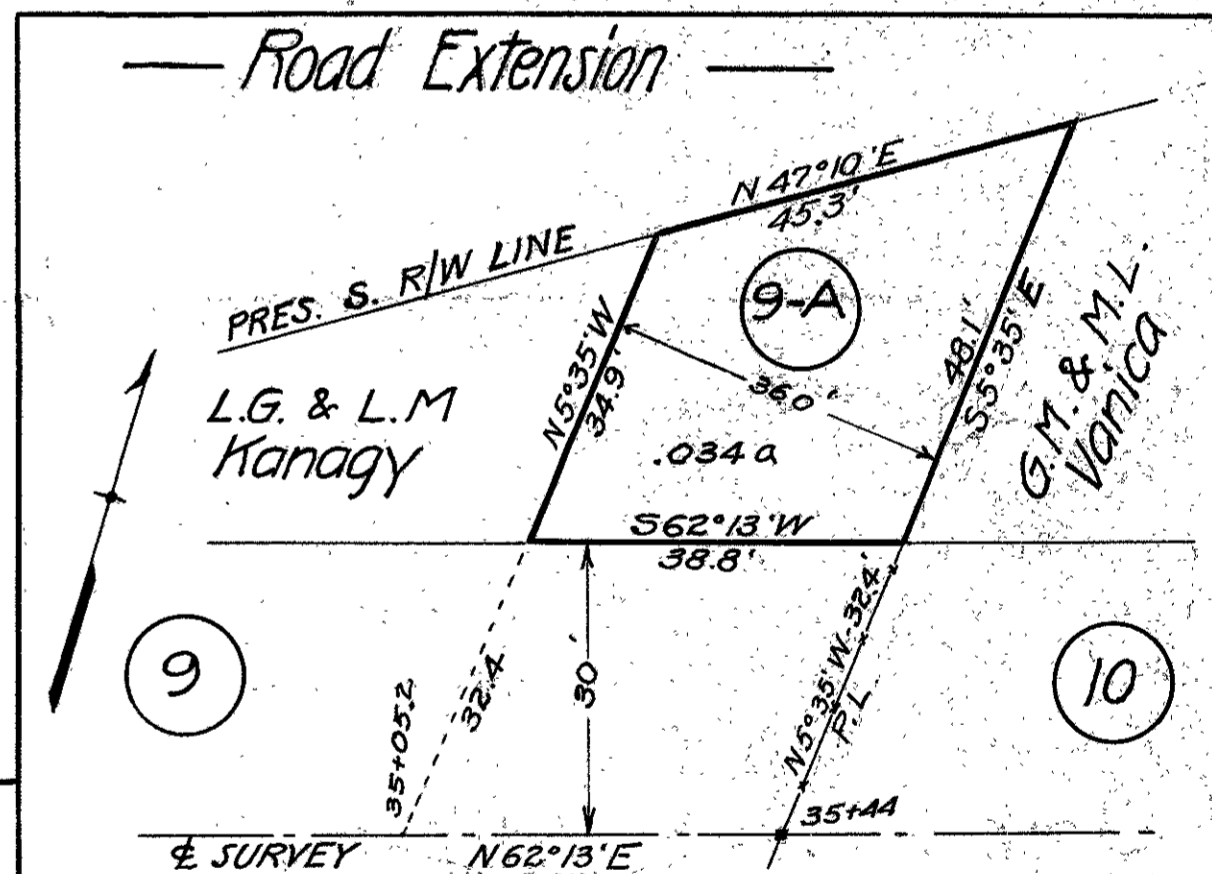 Road Extension
N 47°10'E
45.3'
PRES. S. R/W LINE
9-A
N5°35'W
34.9'
36.0'
48.1'
S5°35'E
G.M. & M.L.
Vanica
L.G. & L.M
Kanagy
.034 a
S62°13'W
38.8'
9
35+05.2
32.4
30'
N5°35'W-32.4'
P.L.
10
35+44
℄ SURVEY N62°13'E